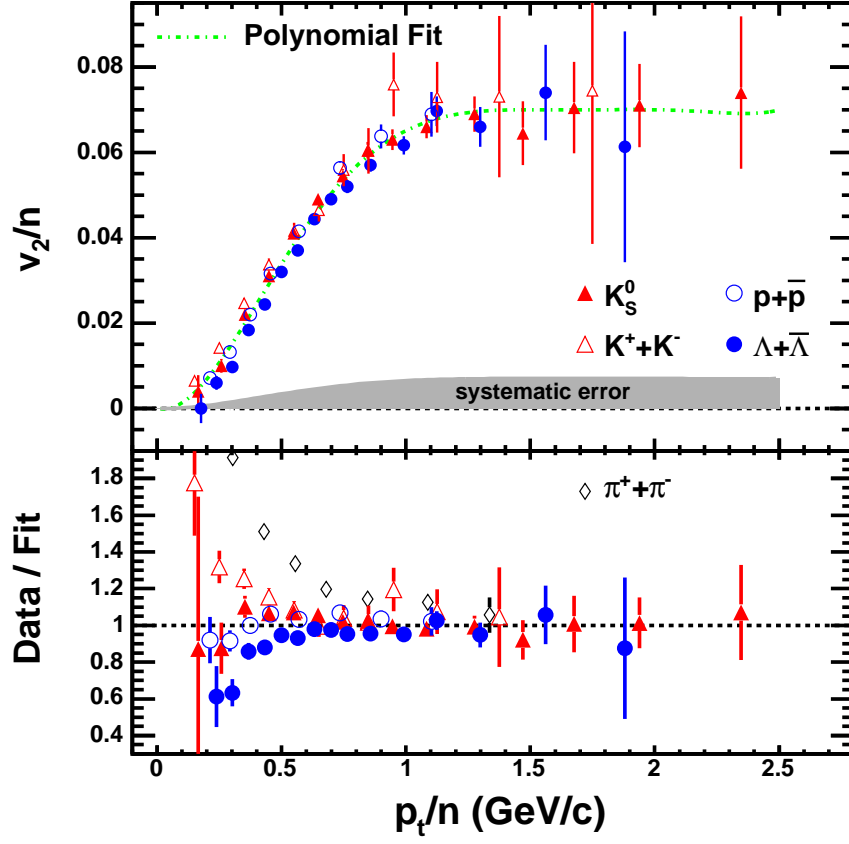 Polynomial Fit
0.08
0.06
0.04
0.02
0
v₂/n
K⁰_S
p+p̅
K⁺+K⁻
Λ+Λ̅
systematic error
1.8
1.6
1.4
1.2
1
0.8
0.6
0.4
Data / Fit
π⁺+π⁻
0 0.5 1 1.5 2 2.5
pₜ/n (GeV/c)